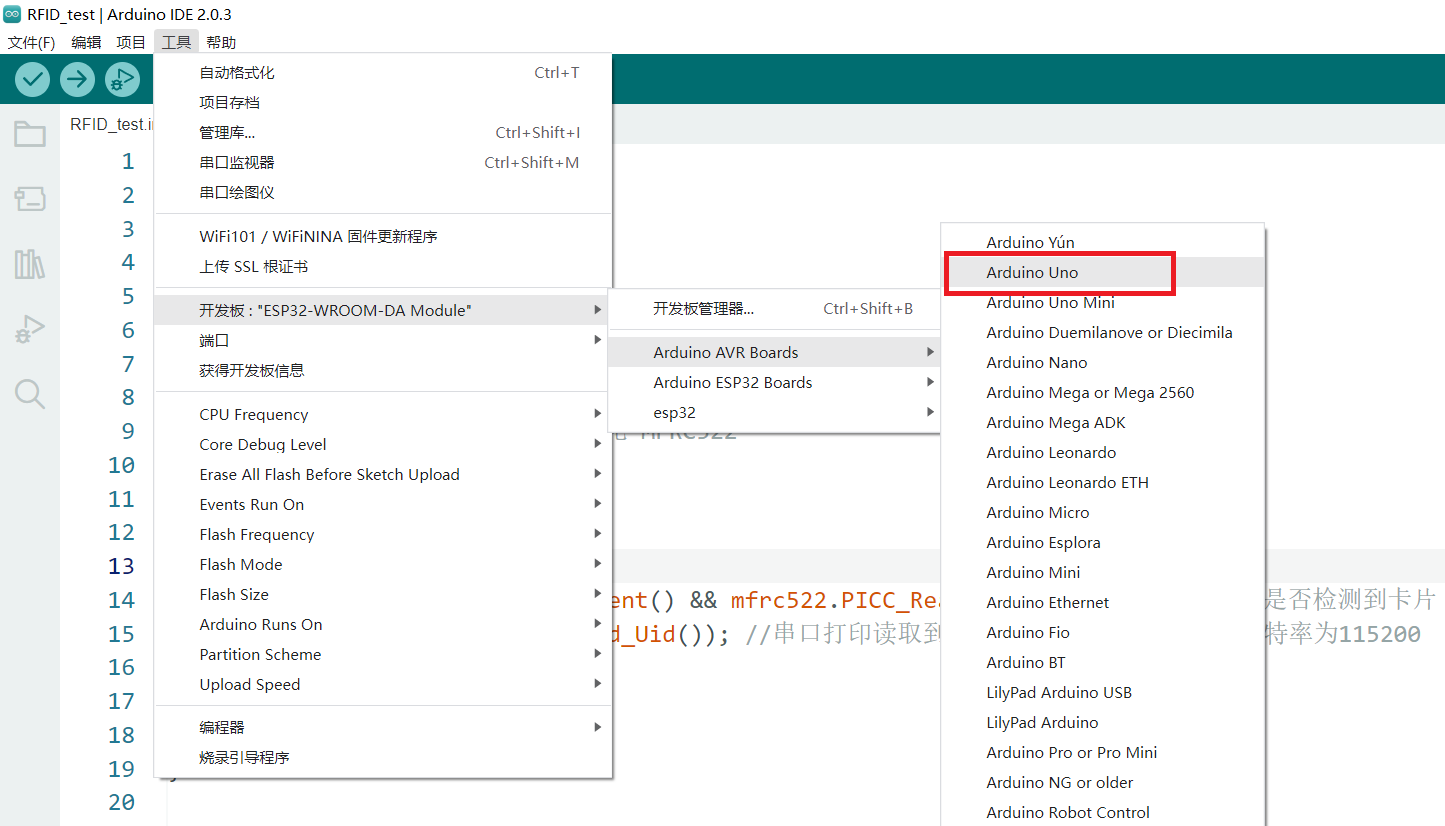 RFID_test | Arduino IDE 2.0.3
文件(F) 编辑 项目 工具 帮助
RFID_test.i
自动格式化 Ctrl+T
项目存档
管理库... Ctrl+Shift+I
串口监视器 Ctrl+Shift+M
串口绘图仪
WiFi101 / WiFiNINA 固件更新程序
上传 SSL 根证书
开发板 : "ESP32-WROOM-DA Module"
端口
获得开发板信息
CPU Frequency
Core Debug Level
Erase All Flash Before Sketch Upload
Events Run On
Flash Frequency
Flash Mode
Flash Size
Arduino Runs On
Partition Scheme
Upload Speed
编程器
烧录引导程序
开发板管理器... Ctrl+Shift+B
Arduino AVR Boards
Arduino ESP32 Boards
esp32
Arduino Yún
Arduino Uno
Arduino Uno Mini
Arduino Duemilanove or Diecimila
Arduino Nano
Arduino Mega or Mega 2560
Arduino Mega ADK
Arduino Leonardo
Arduino Leonardo ETH
Arduino Micro
Arduino Esplora
Arduino Mini
Arduino Ethernet
Arduino Fio
Arduino BT
LilyPad Arduino USB
LilyPad Arduino
Arduino Pro or Pro Mini
Arduino NG or older
Arduino Robot Control
1
2
3
4
5
6
7
8
9
10
11
12
13
14 ent() && mfrc522.PICC_Re 是否检测到卡片
15 d_Uid()); //串口打印读取到 特率为115200
16
17
18
19
20